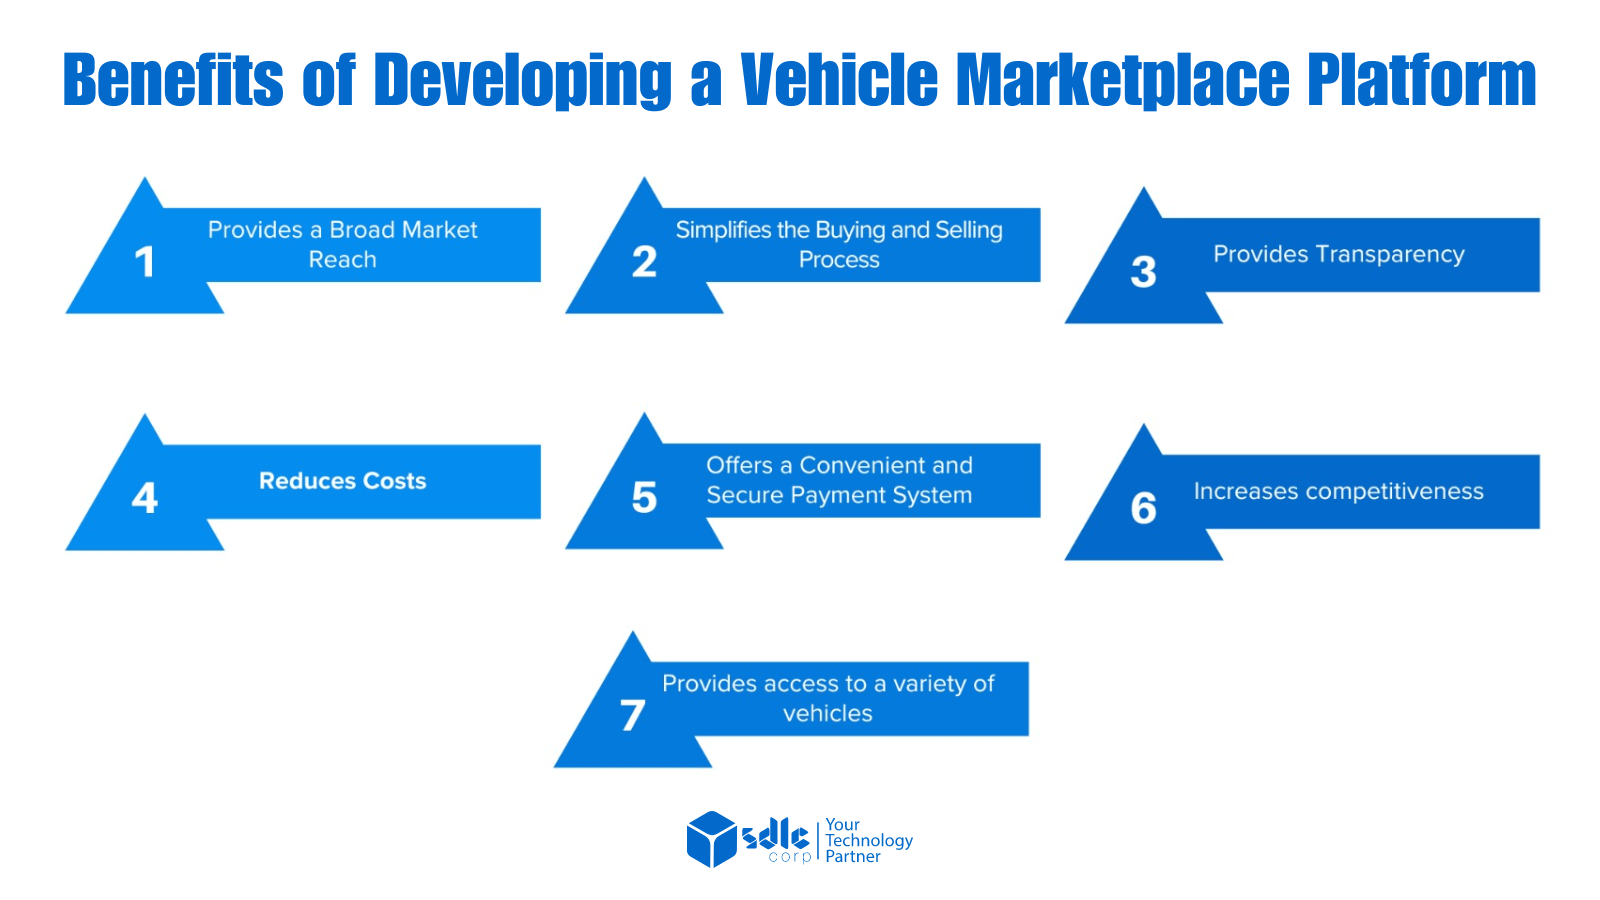 Benefits of Developing a Vehicle Marketplace Platform
1
Provides a Broad Market
Reach
2
Simplifies the Buying and Selling
Process
3
Provides Transparency
4
Reduces Costs
5
Offers a Convenient and
Secure Payment System
6
Increases competitiveness
7
Provides access to a variety of
vehicles
sdlc
corp
Your
Technology
Partner